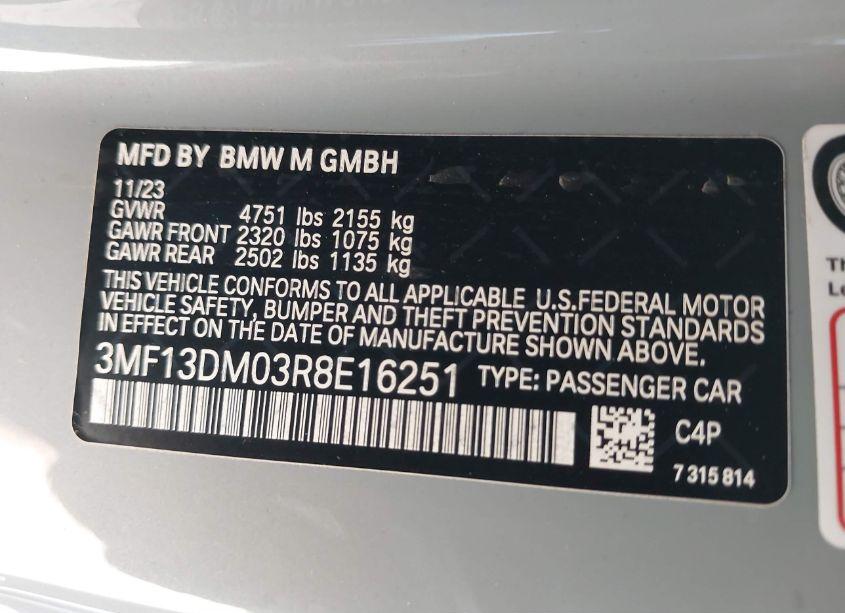 MFD BY BMW M GMBH
11/23
GVWR 4751 lbs 2155 kg
GAWR FRONT 2320 lbs 1075 kg
GAWR REAR 2502 lbs 1135 kg
THIS VEHICLE CONFORMS TO ALL APPLICABLE U.S.FEDERAL MOTOR
VEHICLE SAFETY, BUMPER AND THEFT PREVENTION STANDARDS
IN EFFECT ON THE DATE OF MANUFACTURE SHOWN ABOVE.
3MF13DM03R8E16251 TYPE: PASSENGER CAR
C4P
7 315 814